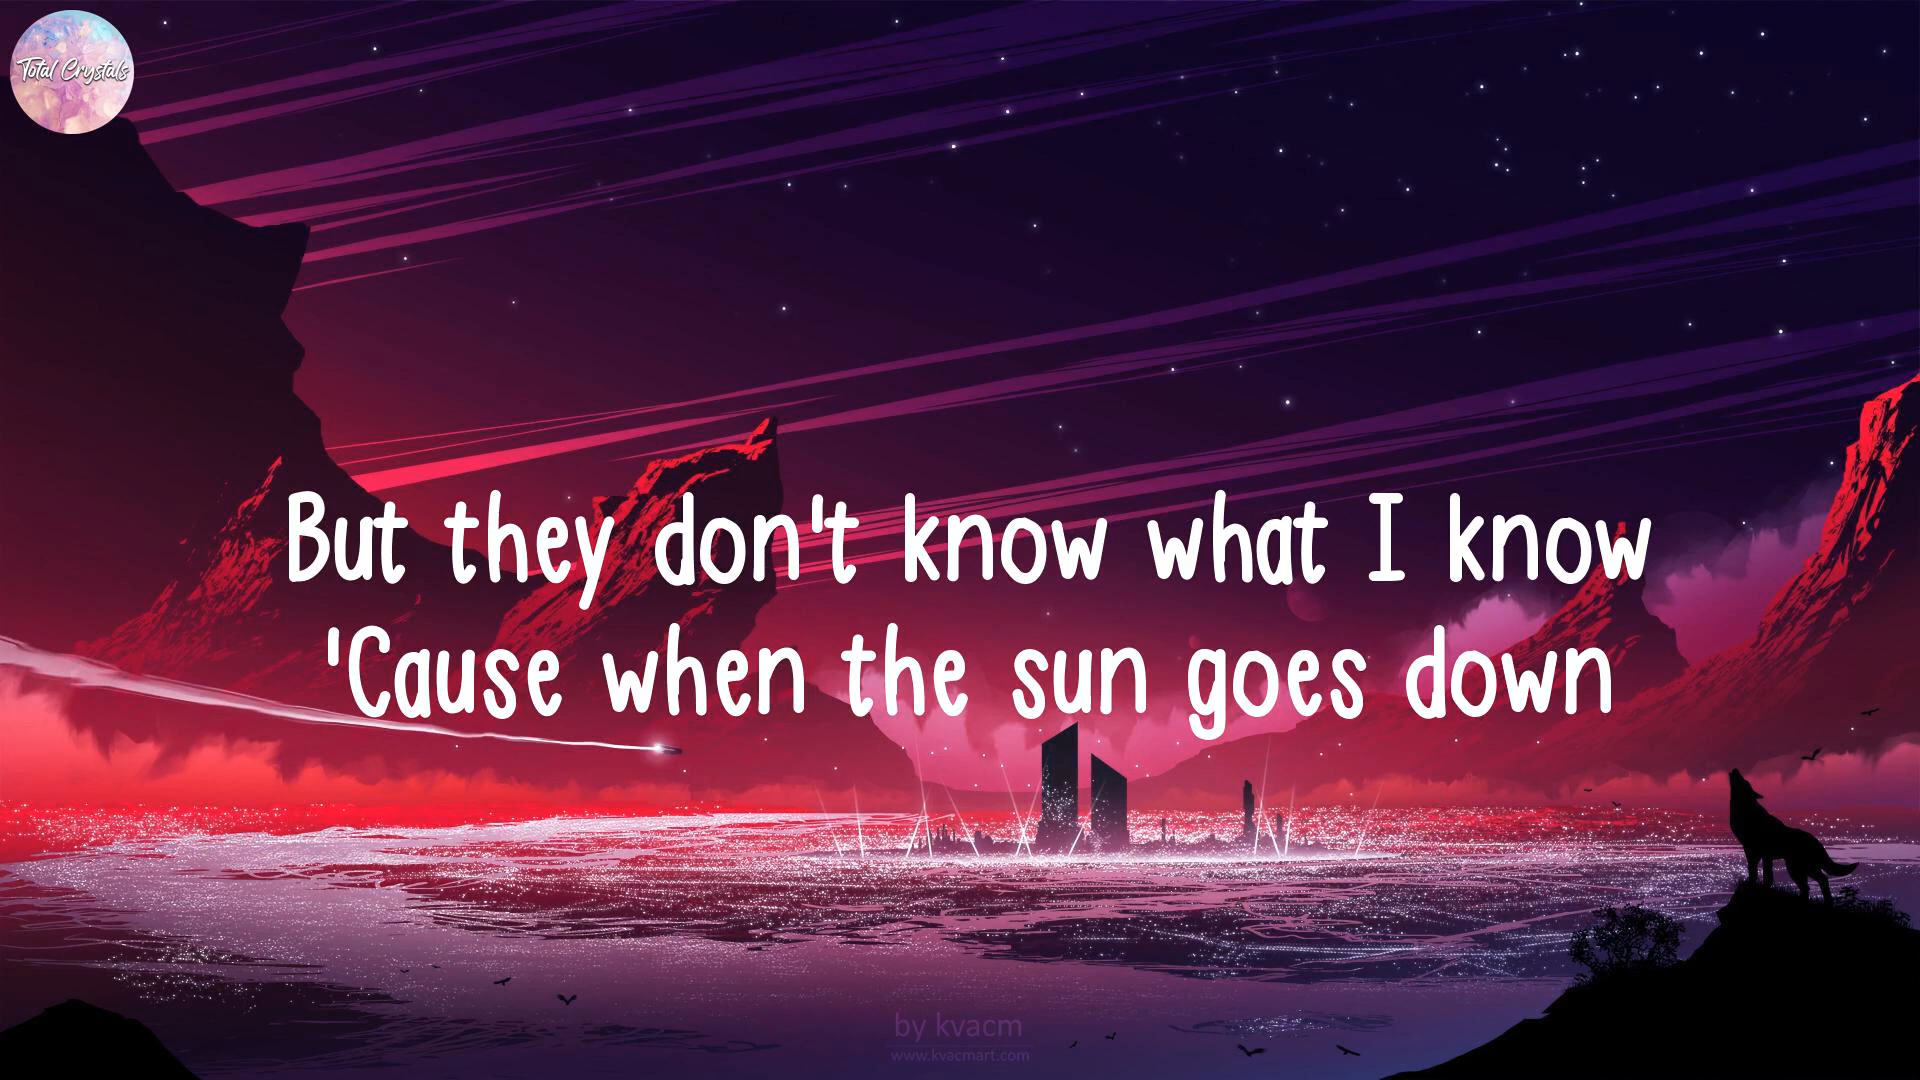 Total Crystals
But they don't know what I know
'Cause when the sun goes down
by kvacm
www.kvacmart.com